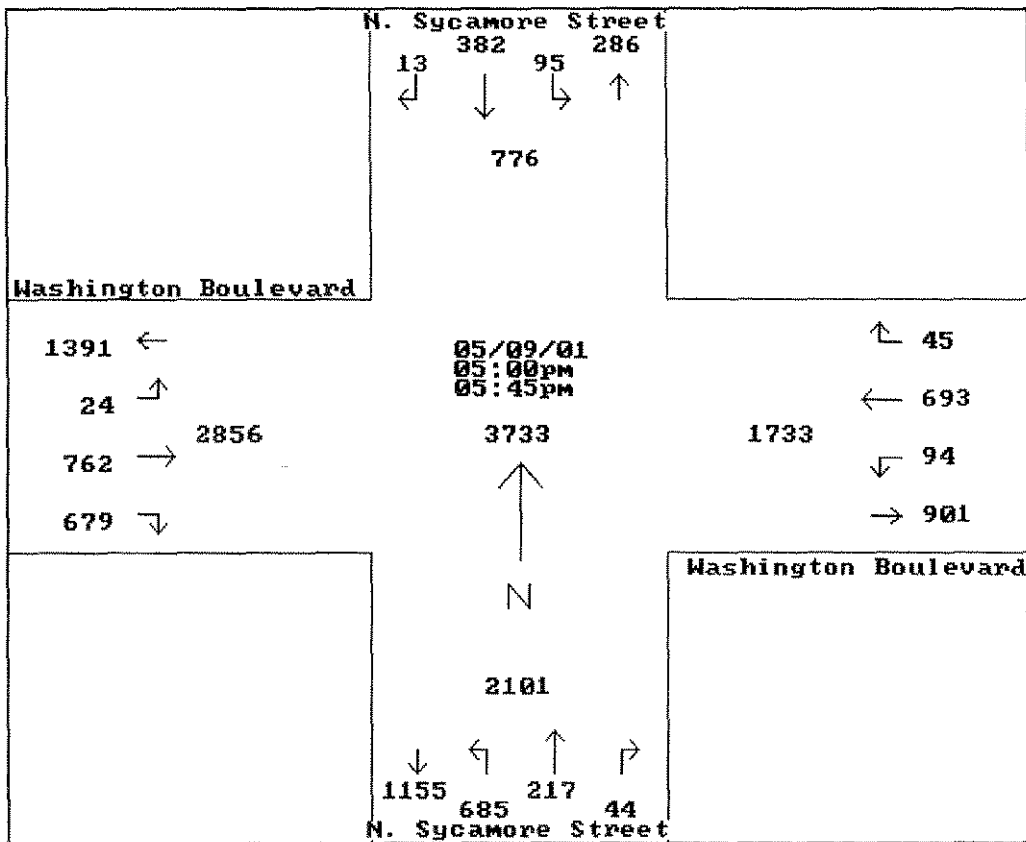 N. Sycamore Street
382 286
13 95
776
Washington Boulevard
1391
24
762
679
2856
05/09/01
05:00pm
05:45pm
3733
1733
45
693
94
901
Washington Boulevard
N
2101
1155 217
685 44
N. Sycamore Street